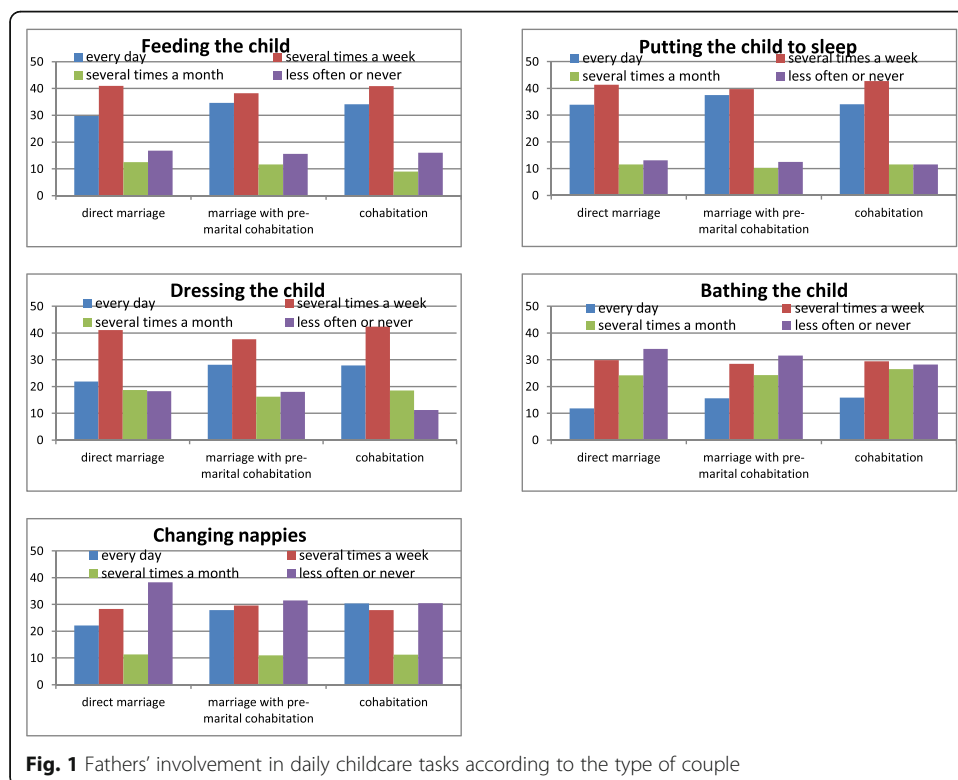 Feeding the child
every day several times a week
several times a month less often or never
50
40
30
20
10
0
direct marriage marriage with pre- cohabitation
marital cohabitation
Putting the child to sleep
every day several times a week
several times a month less often or never
50
40
30
20
10
0
direct marriage marriage with pre- cohabitation
marital cohabitation
Dressing the child
every day several times a week
several times a month less often or never
50
40
30
20
10
0
direct marriage marriage with pre- cohabitation
marital cohabitation
Bathing the child
every day several times a week
several times a month less often or never
50
40
30
20
10
0
direct marriage marriage with pre- cohabitation
marital cohabitation
Changing nappies
every day several times a week
several times a month less often or never
50
40
30
20
10
0
direct marriage marriage with pre- cohabitation
marital cohabitation
Fig. 1 Fathers' involvement in daily childcare tasks according to the type of couple